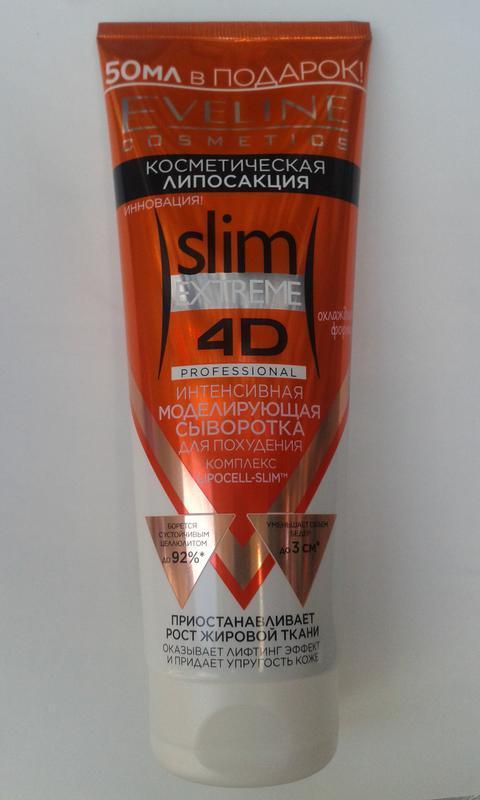 50МЛ В ПОДАРОК!
EVELINE
COSMETICS
КОСМЕТИЧЕСКАЯ
ЛИПОСАКЦИЯ
ИННОВАЦИЯ!
slim
EXTREME
4D
PROFESSIONAL
ИНТЕНСИВНАЯ
МОДЕЛИРУЮЩАЯ
СЫВОРОТКА
ДЛЯ ПОХУДЕНИЯ
КОМПЛЕКС
LIPOCELL-SLIM™
БОРЕТСЯ
С УСТОЙЧИВЫМ
ЦЕЛЛЮЛИТОМ
ДО 92%*
УМЕНЬШАЕТ ОБЪЕМ
БЕДЕР
ДО 3 СМ*
ПРИОСТАНАВЛИВАЕТ
РОСТ ЖИРОВОЙ ТКАНИ
ОКАЗЫВАЕТ ЛИФТИНГ ЭФФЕКТ
И ПРИДАЕТ УПРУГОСТЬ КОЖЕ